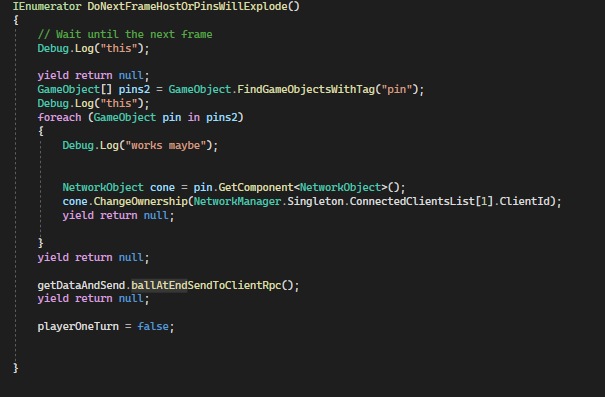 IEnumerator DoNextFrameHostOrPinsWillExplode()
{
// Wait until the next frame
Debug.Log("this");
yield return null;
GameObject[] pins2 = GameObject.FindGameObjectsWithTag("pin");
Debug.Log("this");
foreach (GameObject pin in pins2)
{
Debug.Log("works maybe");
NetworkObject cone = pin.GetComponent<NetworkObject>();
cone.ChangeOwnership(NetworkManager.Singleton.ConnectedClientsList[1].ClientId);
yield return null;
}
yield return null;
getDataAndSend.ballAtEndSendToClientRpc();
yield return null;
playerOneTurn = false;
}